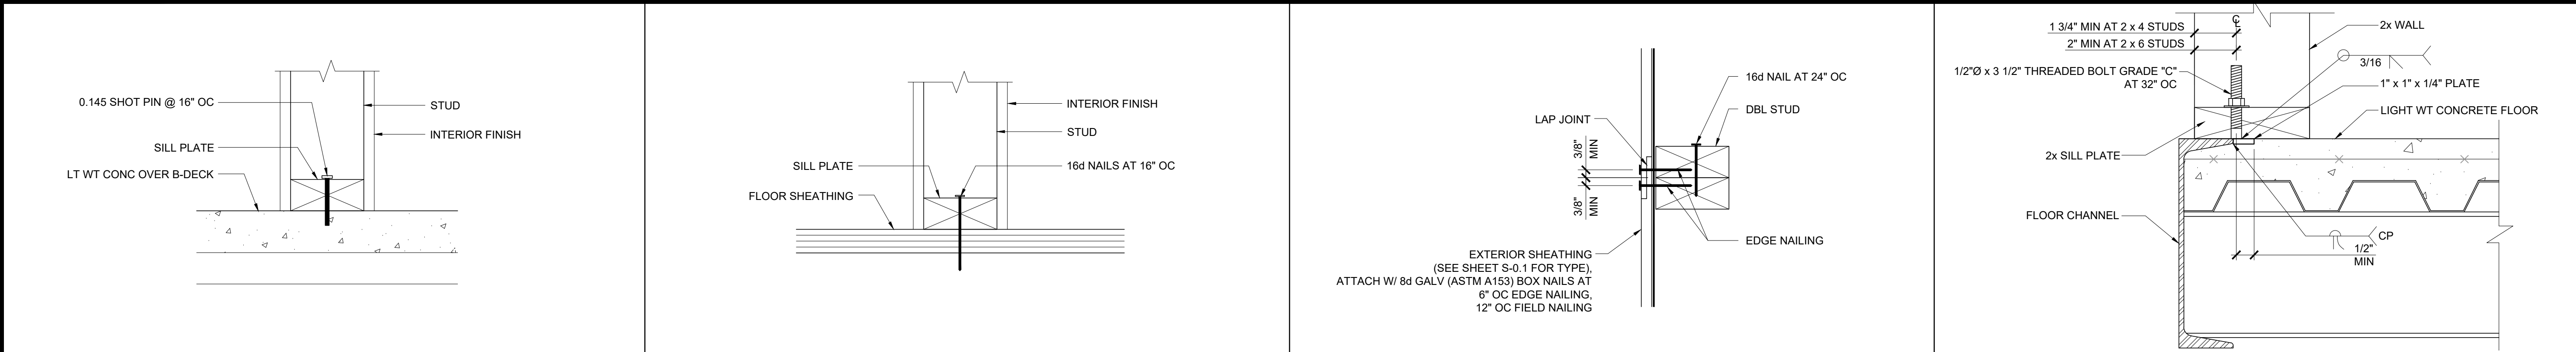 0.145 SHOT PIN @ 16" OC
SILL PLATE
LT WT CONC OVER B-DECK
STUD
INTERIOR FINISH
INTERIOR FINISH
STUD
16d NAILS AT 16" OC
SILL PLATE
FLOOR SHEATHING
16d NAIL AT 24" OC
DBL STUD
LAP JOINT
3/8"
MIN
3/8"
MIN
EDGE NAILING
EXTERIOR SHEATHING
(SEE SHEET S-0.1 FOR TYPE),
ATTACH W/ 8d GALV (ASTM A153) BOX NAILS AT
6" OC EDGE NAILING,
12" OC FIELD NAILING
1 3/4" MIN AT 2 x 4 STUDS
2" MIN AT 2 x 6 STUDS
1/2"Ø x 3 1/2" THREADED BOLT GRADE "C"
AT 32" OC
2x SILL PLATE
FLOOR CHANNEL
℄
2x WALL
3/16
1" x 1" x 1/4" PLATE
LIGHT WT CONCRETE FLOOR
CP
1/2"
MIN